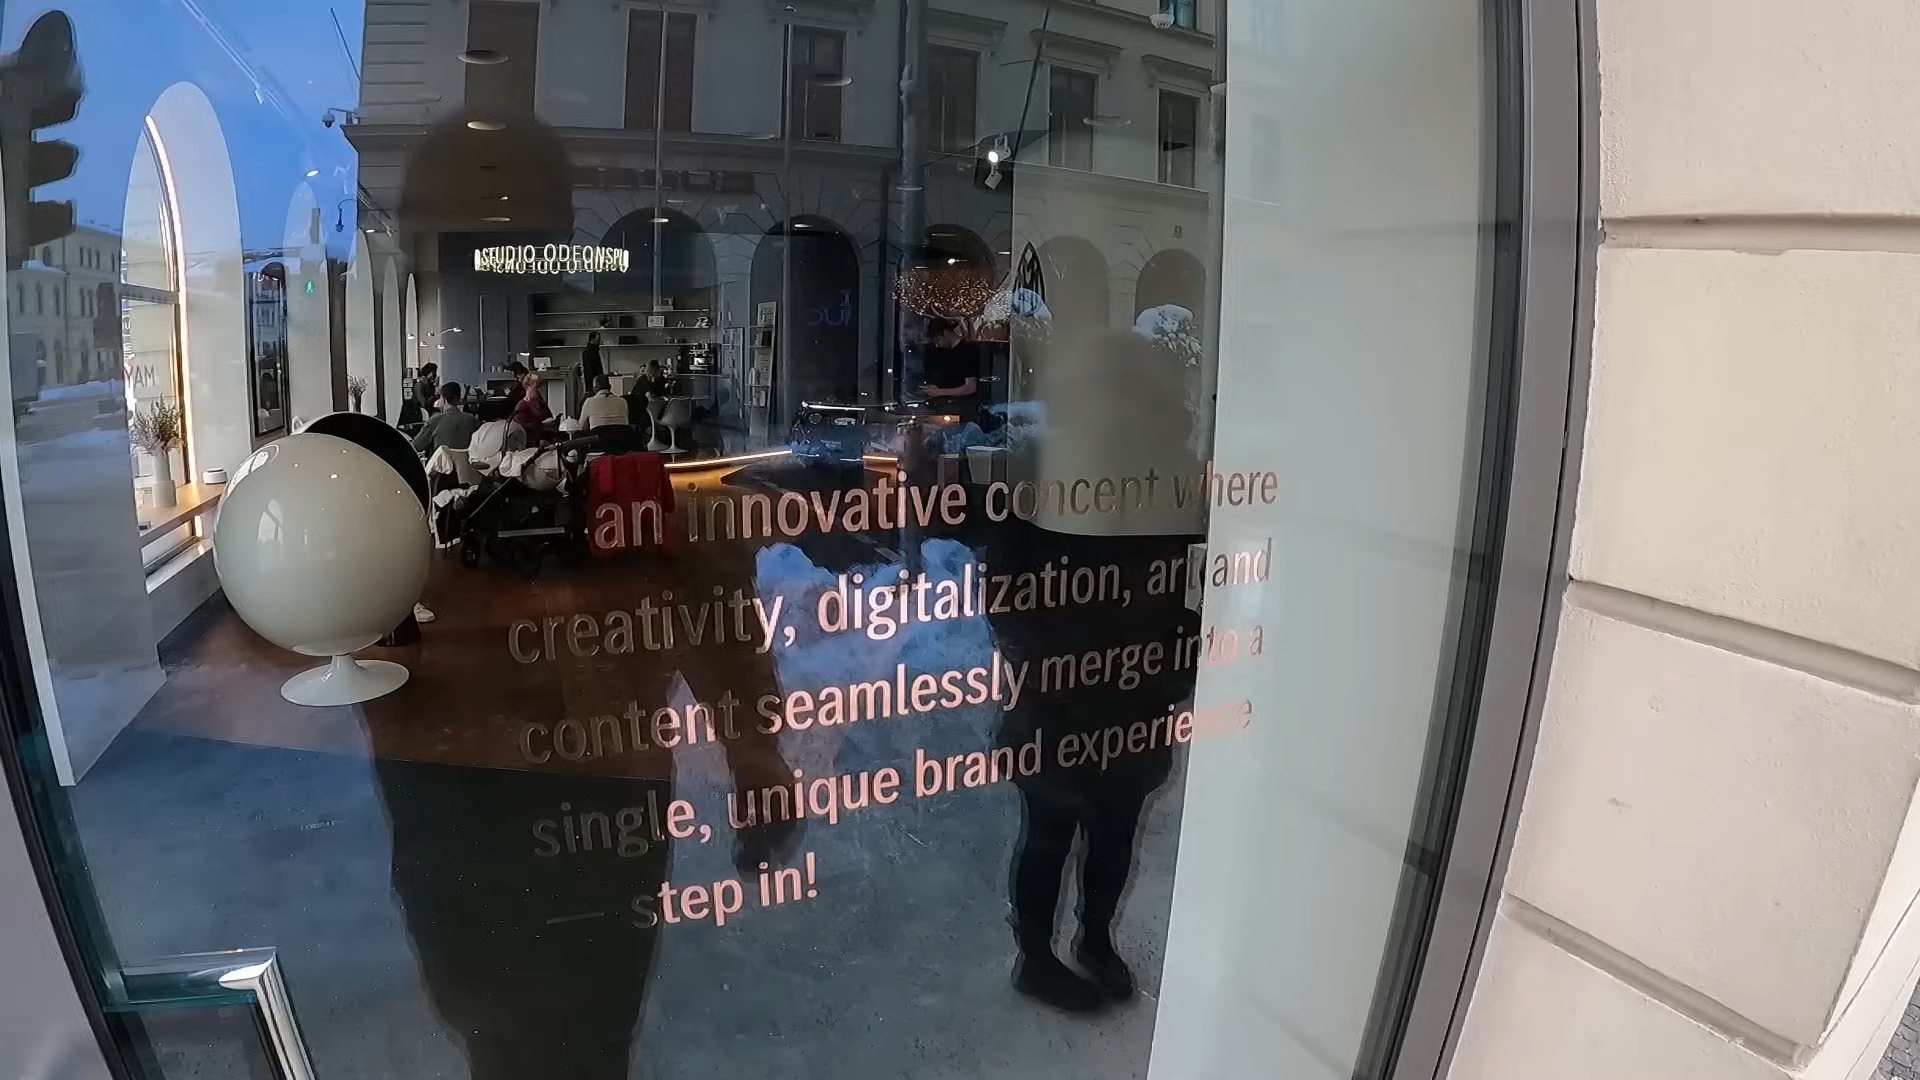 STUDIO ODEONSPL
an innovative concept where
creativity, digitalization, art and
content seamlessly merge into a
single, unique brand experience
— step in!